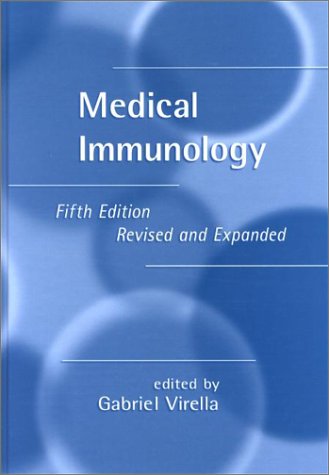 Medical
Immunology
Fifth Edition
Revised and Expanded
edited by
Gabriel Virella